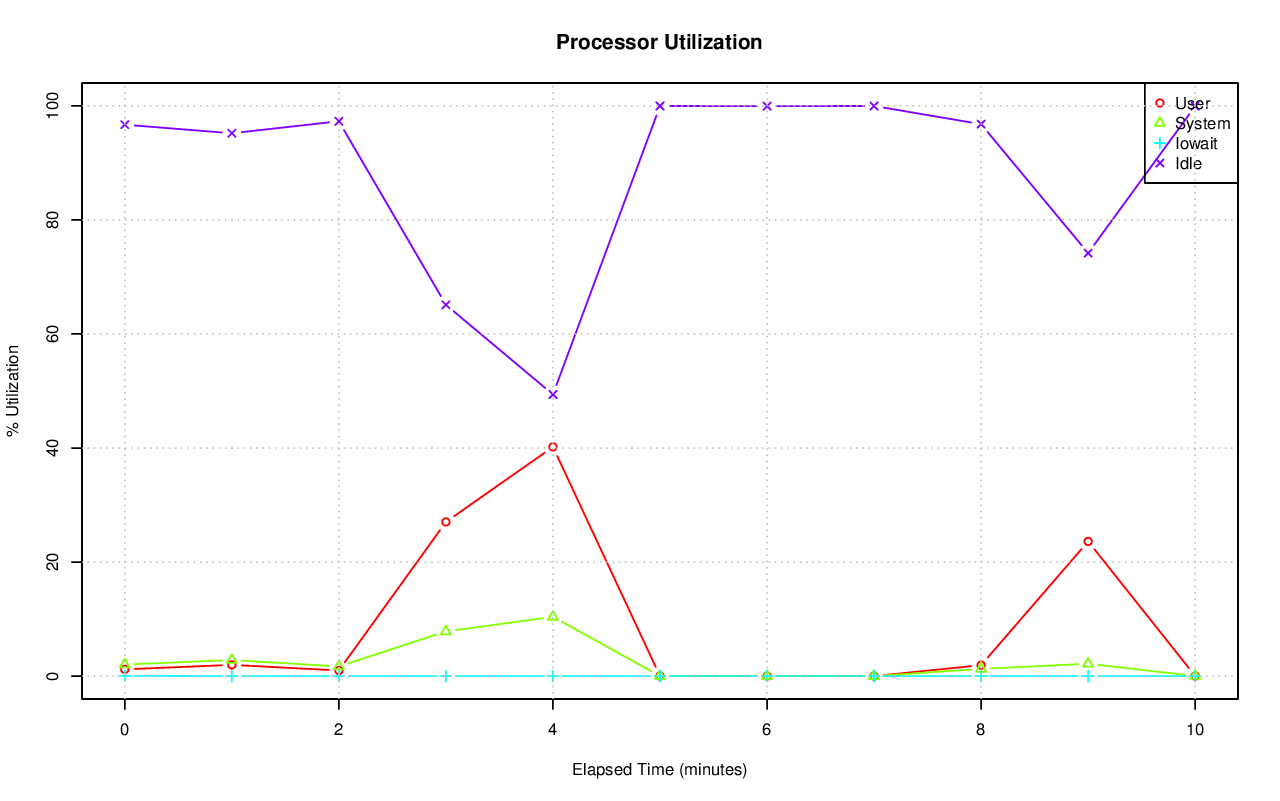 Processor Utilization
% Utilization
100
80
60
40
20
0
User
System
Iowait
Idle
0 2 4 6 8 10
Elapsed Time (minutes)